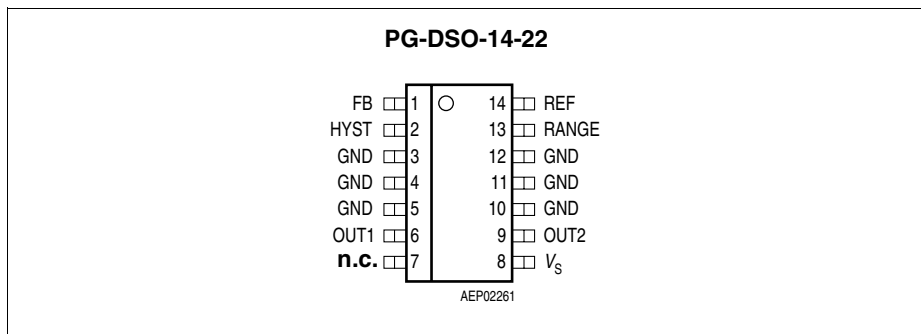 PG-DSO-14-22
FB 1 14 REF
HYST 2 13 RANGE
GND 3 12 GND
GND 4 11 GND
GND 5 10 GND
OUT1 6 9 OUT2
n.c. 7 8 VS
AEP02261